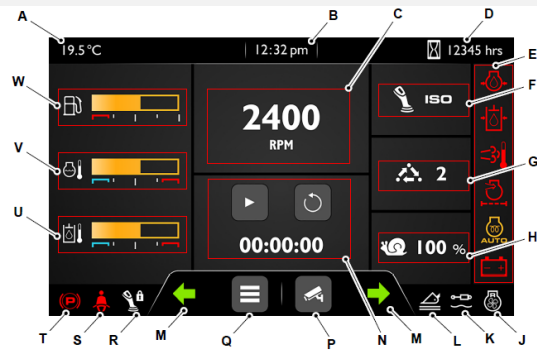 A
B
C
D
19.5°C
12:32 pm
12345 hrs
E
W
F
ISO
2400
RPM
V
G
2
U
AUTO
H
00:00:00
100 %
P
T
S
R
M
Q
P
N
M
L
K
J